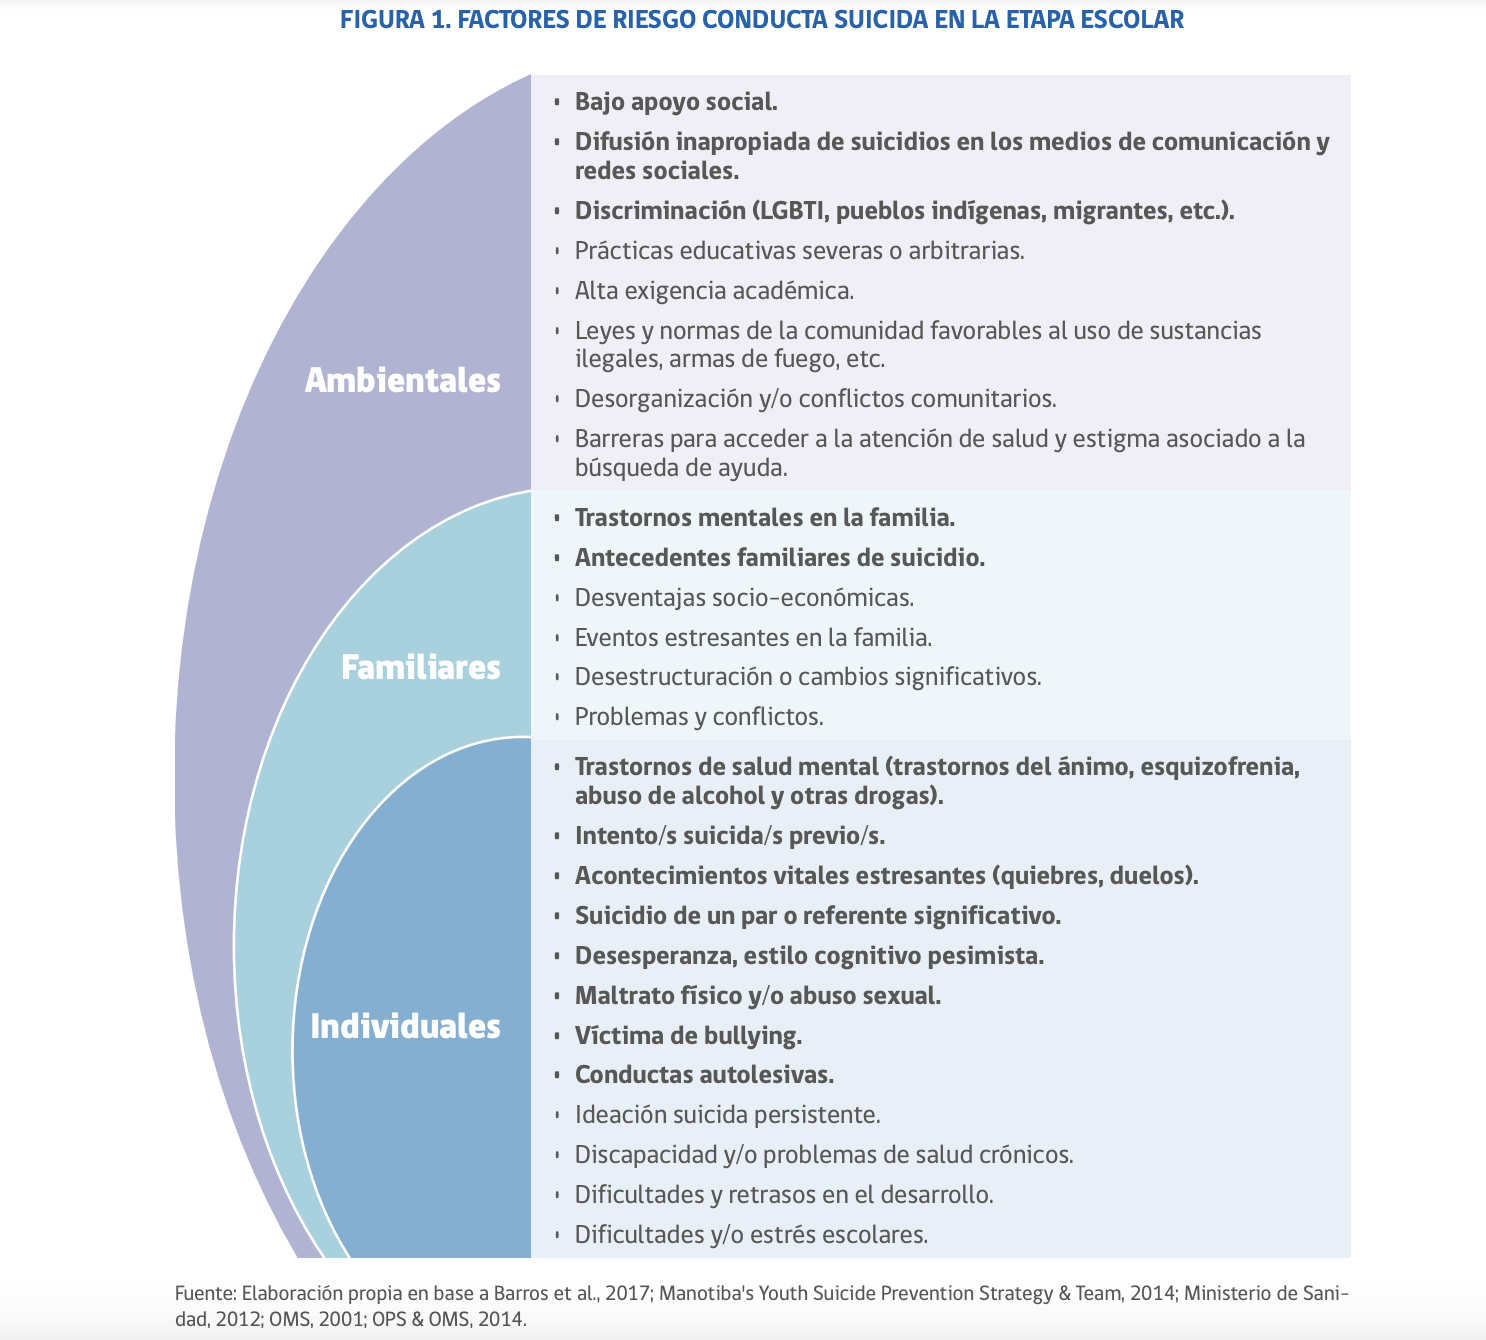 FIGURA 1. FACTORES DE RIESGO CONDUCTA SUICIDA EN LA ETAPA ESCOLAR
Ambientales
Bajo apoyo social.
Difusión inapropiada de suicidios en los medios de comunicación y
redes sociales.
Discriminación (LGBTI, pueblos indígenas, migrantes, etc.).
Prácticas educativas severas o arbitrarias.
Alta exigencia académica.
Leyes y normas de la comunidad favorables al uso de sustancias
ilegales, armas de fuego, etc.
Desorganización y/o conflictos comunitarios.
Barreras para acceder a la atención de salud y estigma asociado a la
búsqueda de ayuda.
Familiares
Trastornos mentales en la familia.
Antecedentes familiares de suicidio.
Desventajas socio-económicas.
Eventos estresantes en la familia.
Desestructuración o cambios significativos.
Problemas y conflictos.
Individuales
Trastornos de salud mental (trastornos del ánimo, esquizofrenia,
abuso de alcohol y otras drogas).
Intento/s suicida/s previo/s.
Acontecimientos vitales estresantes (quiebres, duelos).
Suicidio de un par o referente significativo.
Desesperanza, estilo cognitivo pesimista.
Maltrato físico y/o abuso sexual.
Víctima de bullying.
Conductas autolesivas.
Ideación suicida persistente.
Discapacidad y/o problemas de salud crónicos.
Dificultades y retrasos en el desarrollo.
Dificultades y/o estrés escolares.
Fuente: Elaboración propia en base a Barros et al., 2017; Manotiba's Youth Suicide Prevention Strategy & Team, 2014; Ministerio de Sani-
dad, 2012; OMS, 2001; OPS & OMS, 2014.